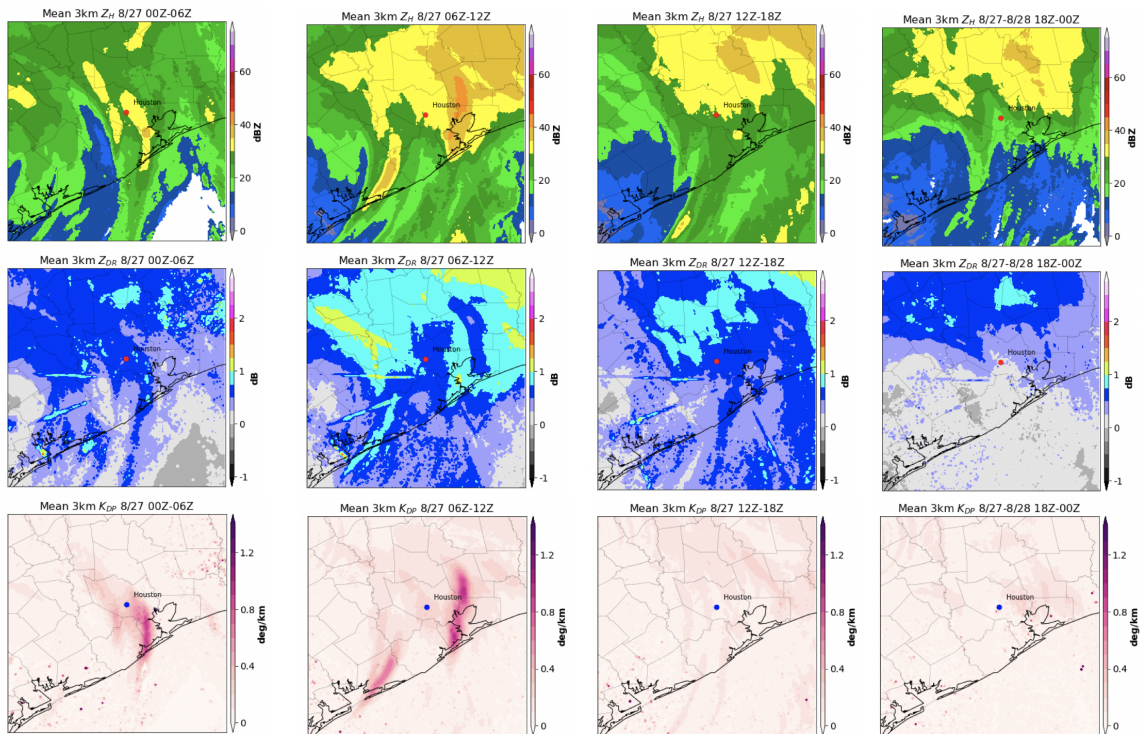 Mean 3km Z_H 8/27 00Z-06Z
Houston
60
40
20
0
dBZ
Mean 3km Z_H 8/27 06Z-12Z
Houston
60
40
20
0
dBZ
Mean 3km Z_H 8/27 12Z-18Z
Houston
60
40
20
0
dBZ
Mean 3km Z_H 8/27-8/28 18Z-00Z
Houston
60
40
20
0
dBZ
Mean 3km Z_DR 8/27 00Z-06Z
Houston
2
1
0
-1
dB
Mean 3km Z_DR 8/27 06Z-12Z
Houston
2
1
0
-1
dB
Mean 3km Z_DR 8/27 12Z-18Z
Houston
2
1
0
-1
dB
Mean 3km Z_DR 8/27-8/28 18Z-00Z
Houston
2
1
0
-1
dB
Mean 3km K_DP 8/27 00Z-06Z
Houston
1.2
0.8
0.4
0
deg/km
Mean 3km K_DP 8/27 06Z-12Z
Houston
1.2
0.8
0.4
0
deg/km
Mean 3km K_DP 8/27 12Z-18Z
Houston
1.2
0.8
0.4
0
deg/km
Mean 3km K_DP 8/27-8/28 18Z-00Z
Houston
1.2
0.8
0.4
0
deg/km